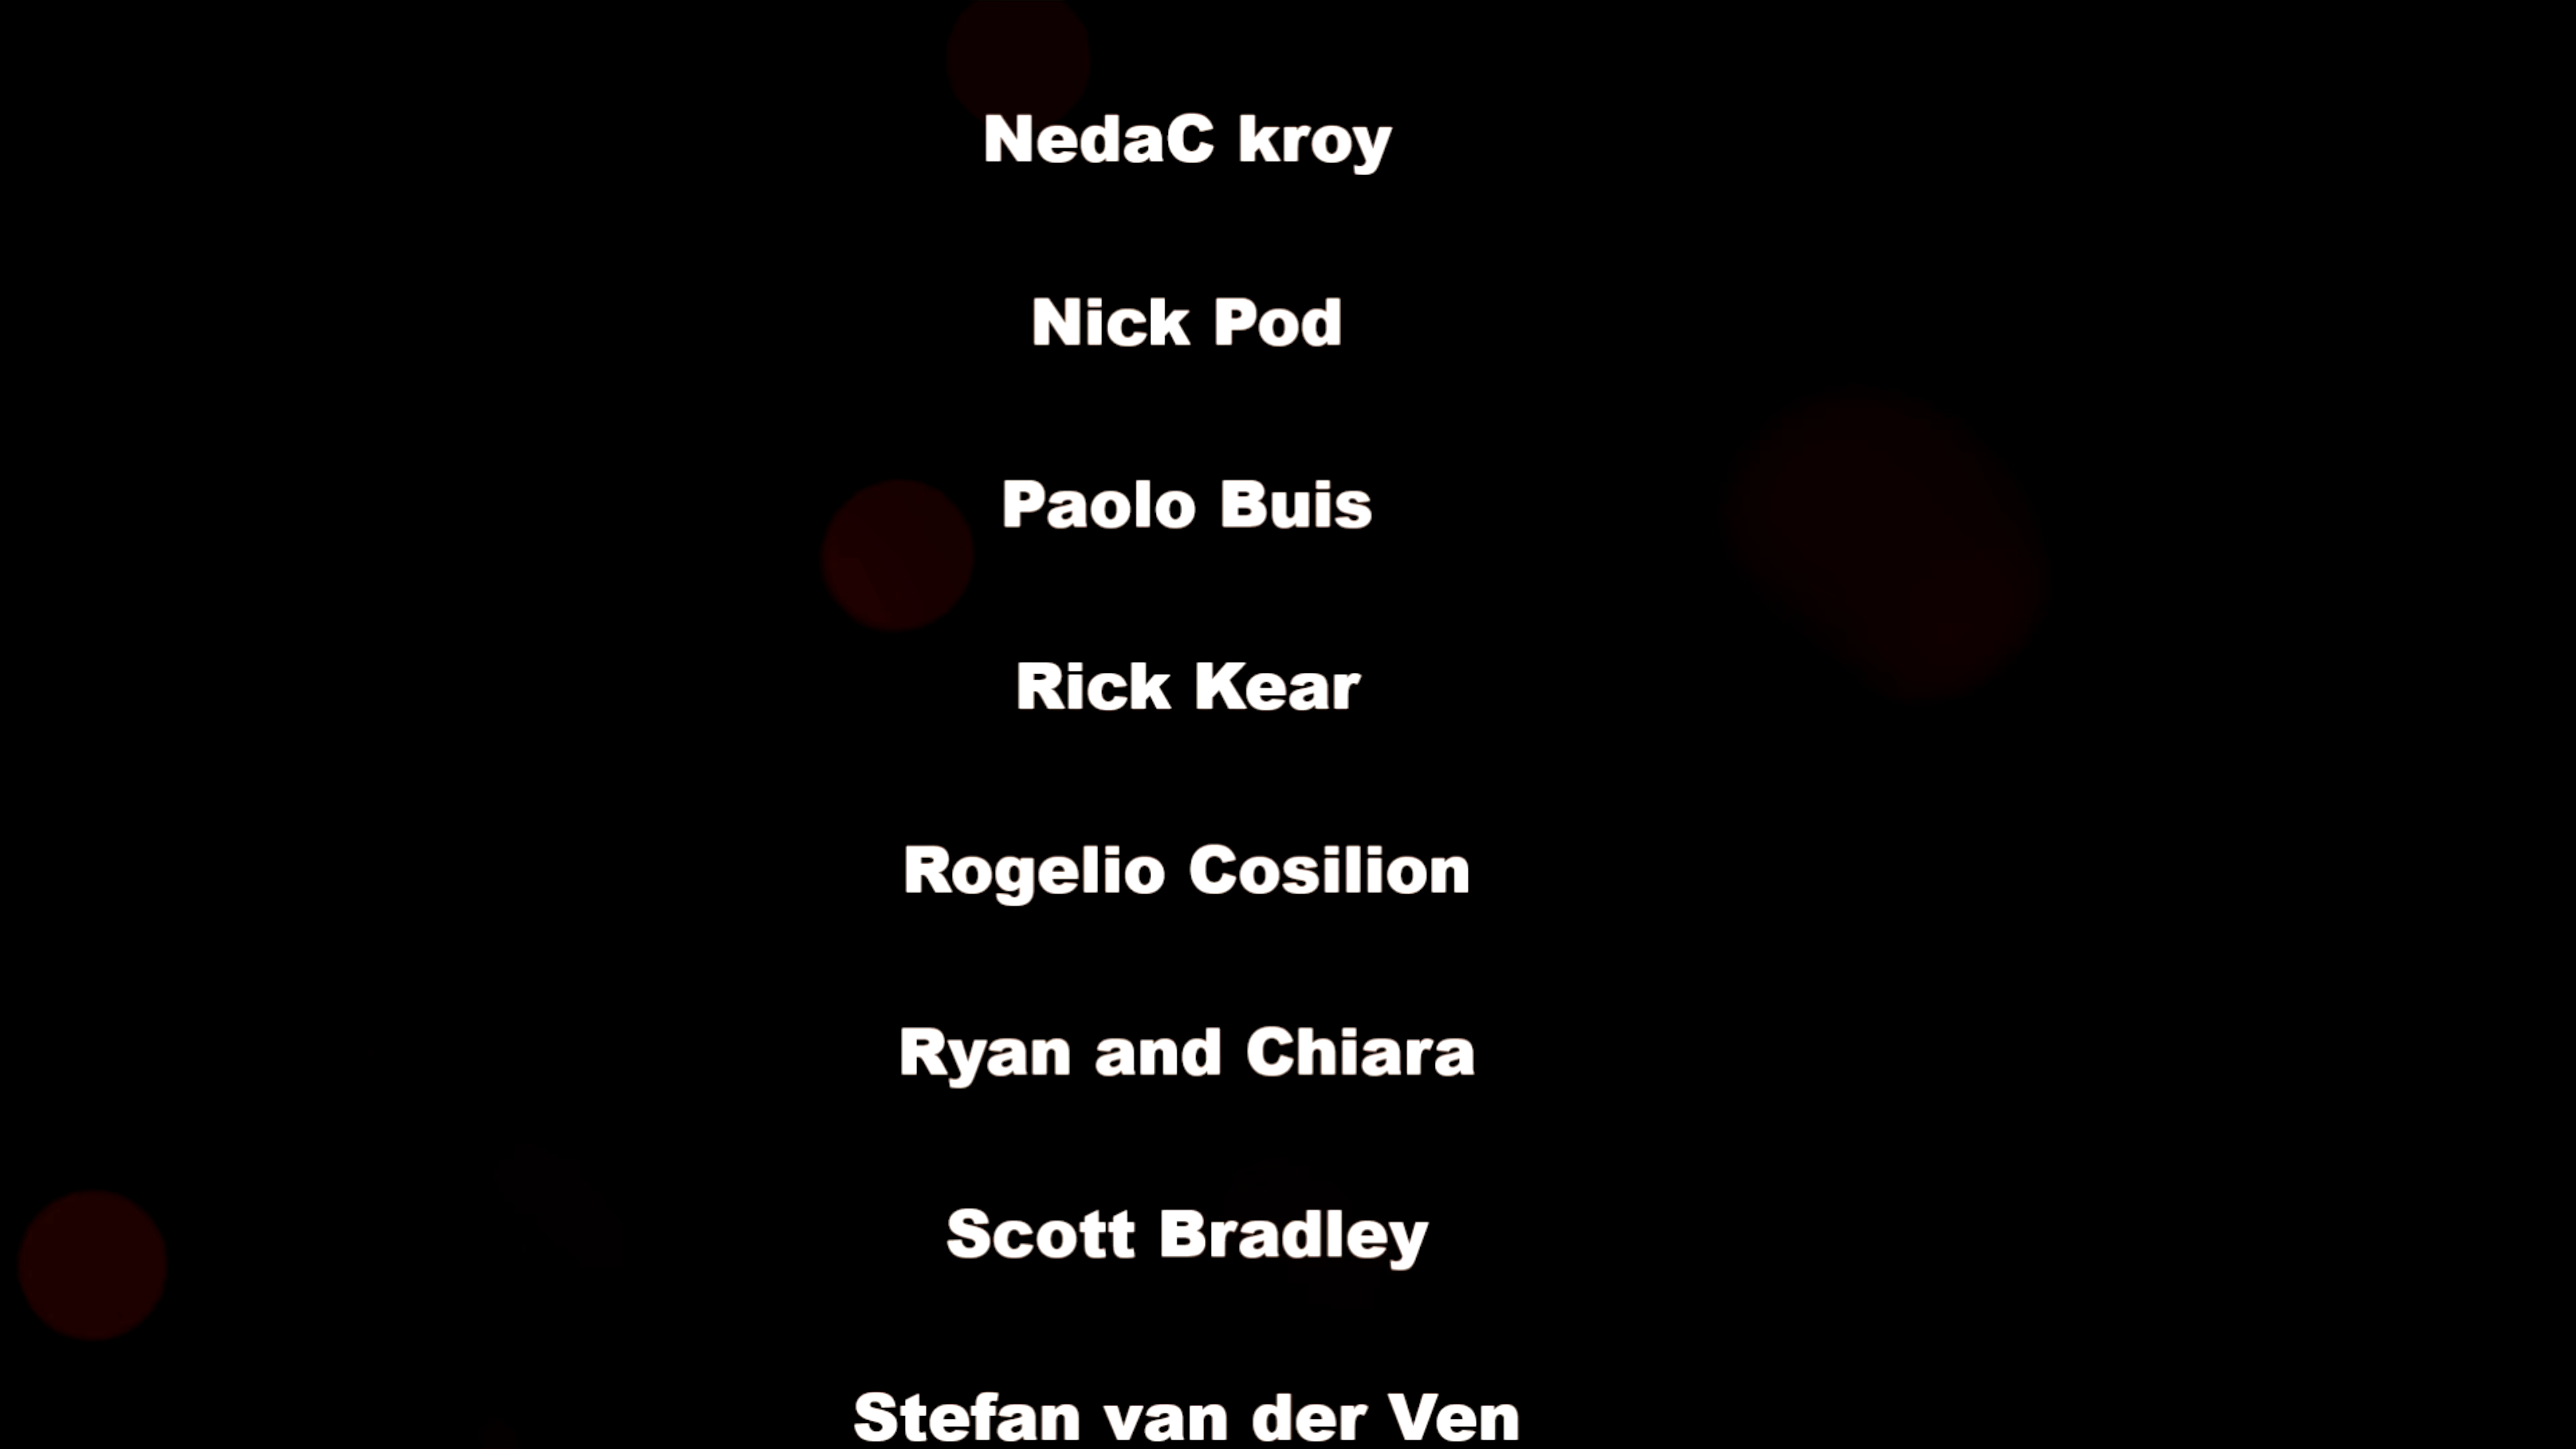 NedaC kroy
Nick Pod
Paolo Buis
Rick Kear
Rogelio Cosilion
Ryan and Chiara
Scott Bradley
Stefan van der Ven